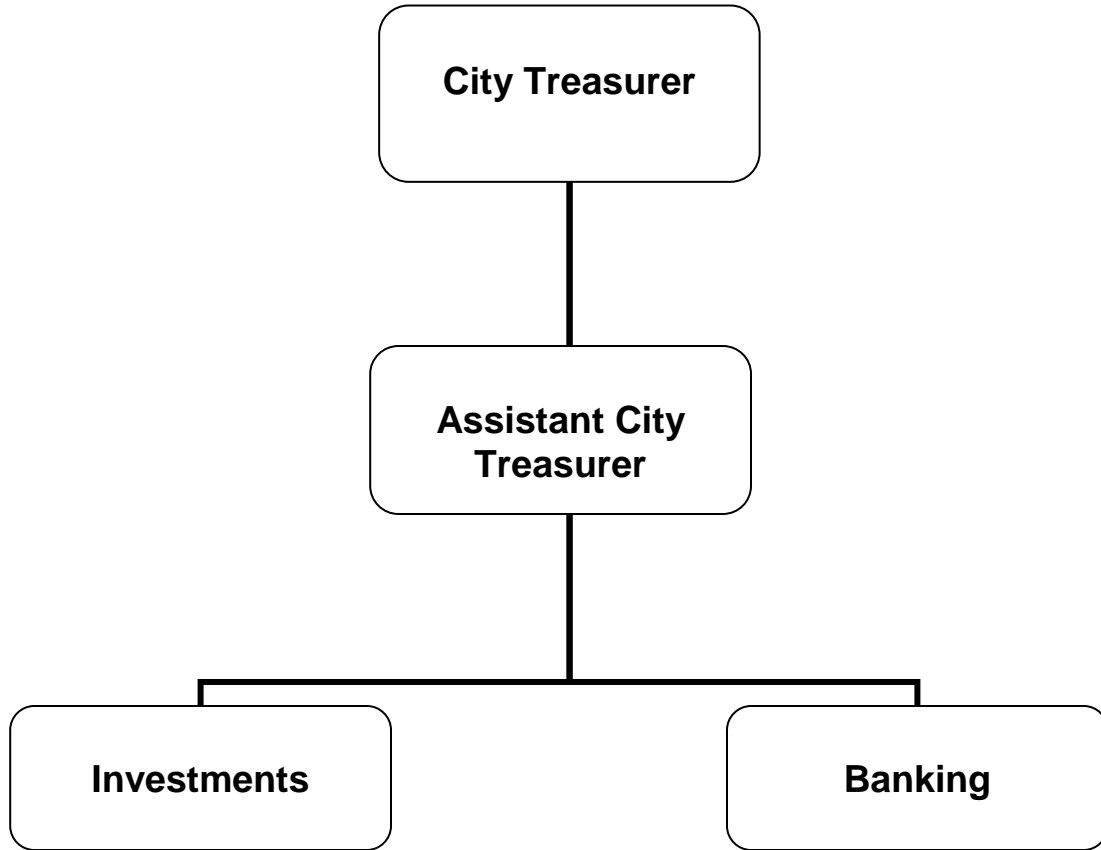 City Treasurer
Assistant City
Treasurer
Investments
Banking